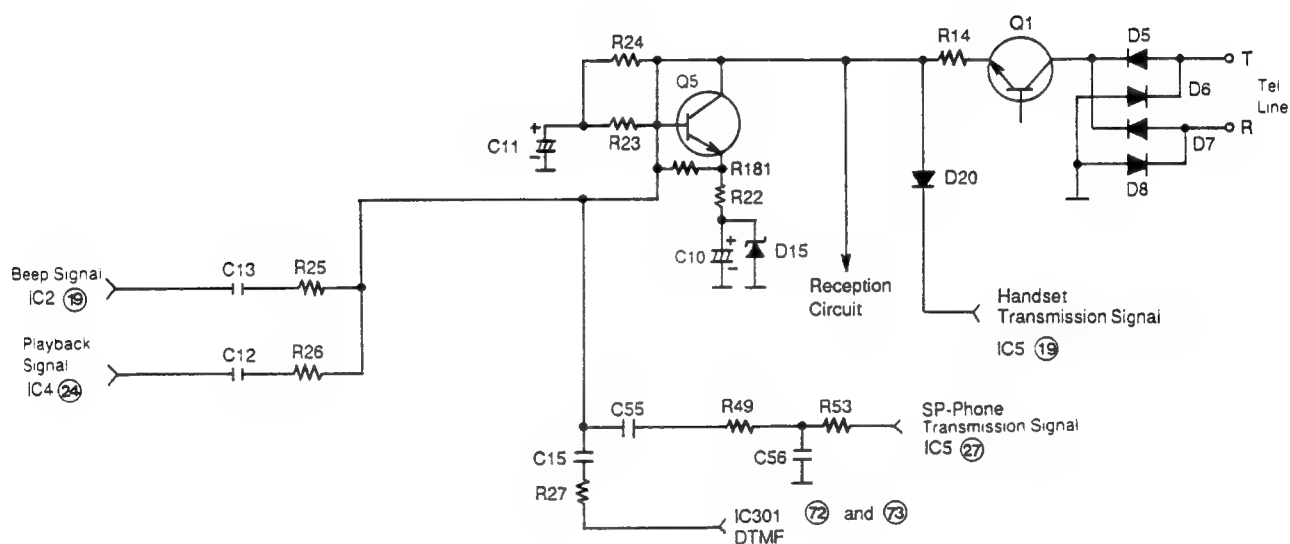 Q1
R24
R14
D5
T
Q5
D6
Tel
Line
R
C11
+
-
R23
D7
R181
D20
D8
R22
+
C10
-
D15
C13
R25
Beep Signal
IC2 19
Reception
Circuit
Handset
Transmission Signal
IC5 19
Playback
Signal
IC4 24
C12
R26
C55
R49
R53
SP-Phone
Transmission Signal
IC5 27
C15
C56
R27
IC301 72 and 73
DTMF